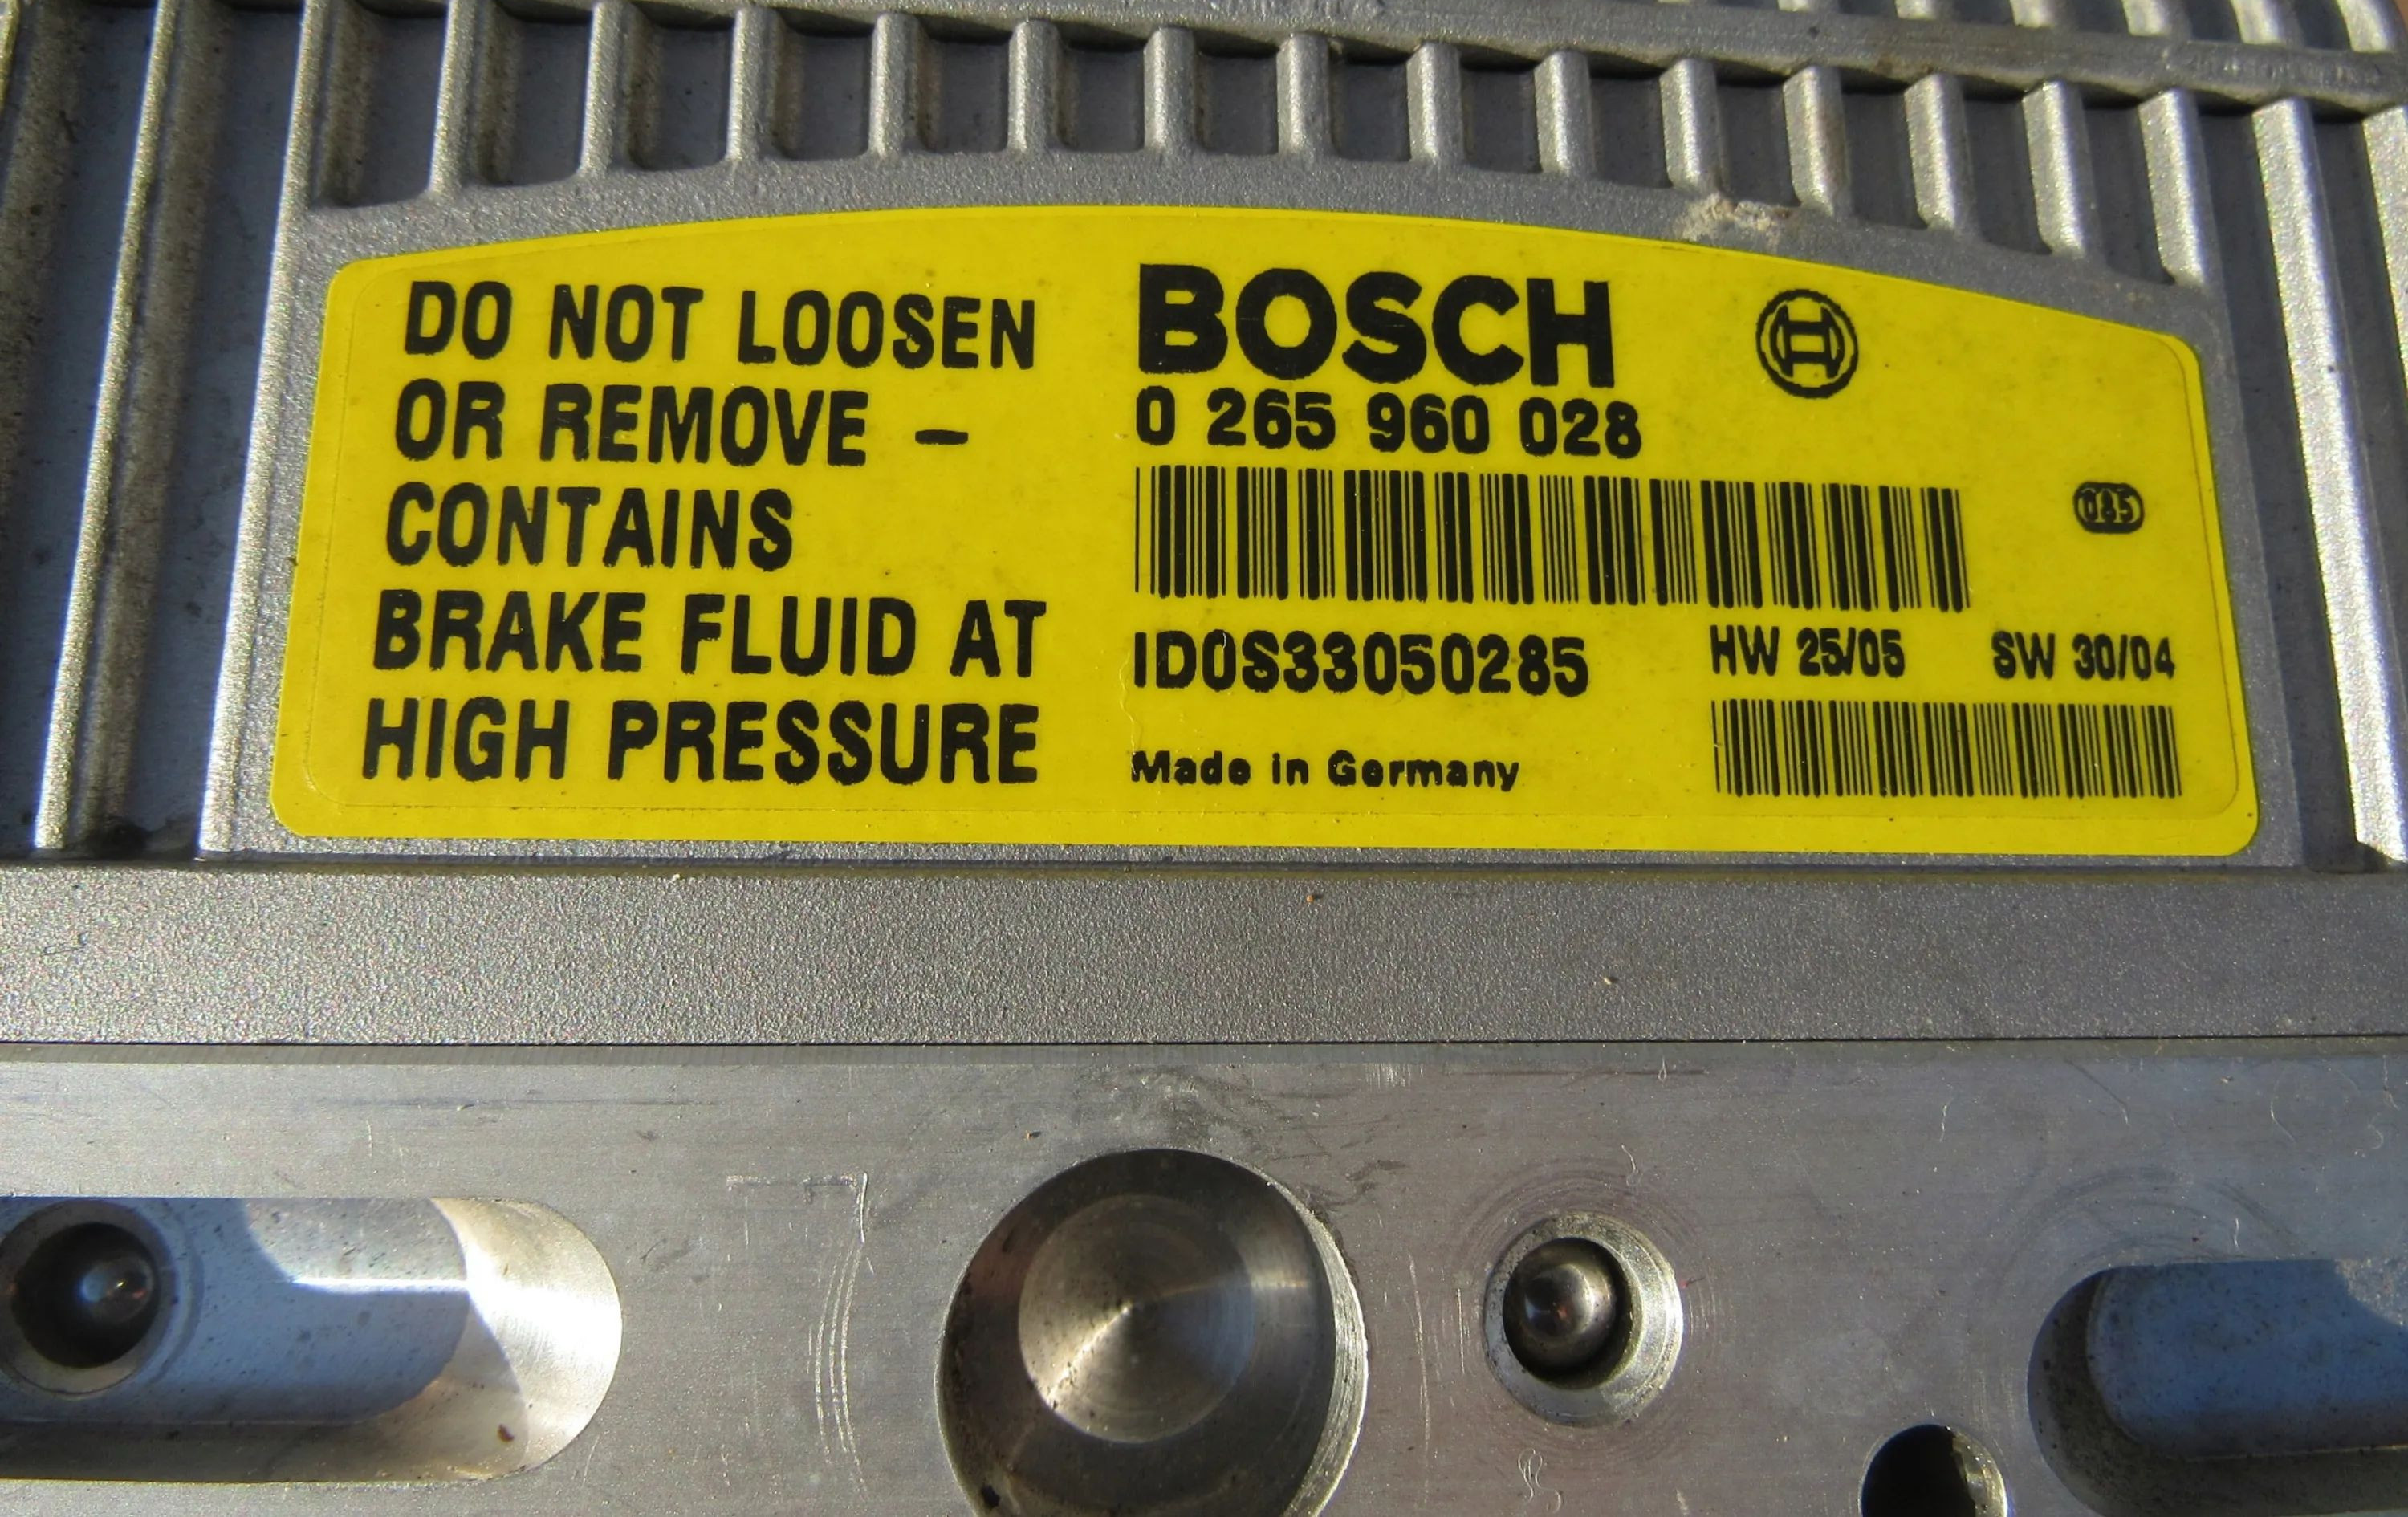 DO NOT LOOSEN
OR REMOVE –
CONTAINS
BRAKE FLUID AT
HIGH PRESSURE
BOSCH
0 265 960 028
085
ID0S33050285
HW 25/05 SW 30/04
Made in Germany